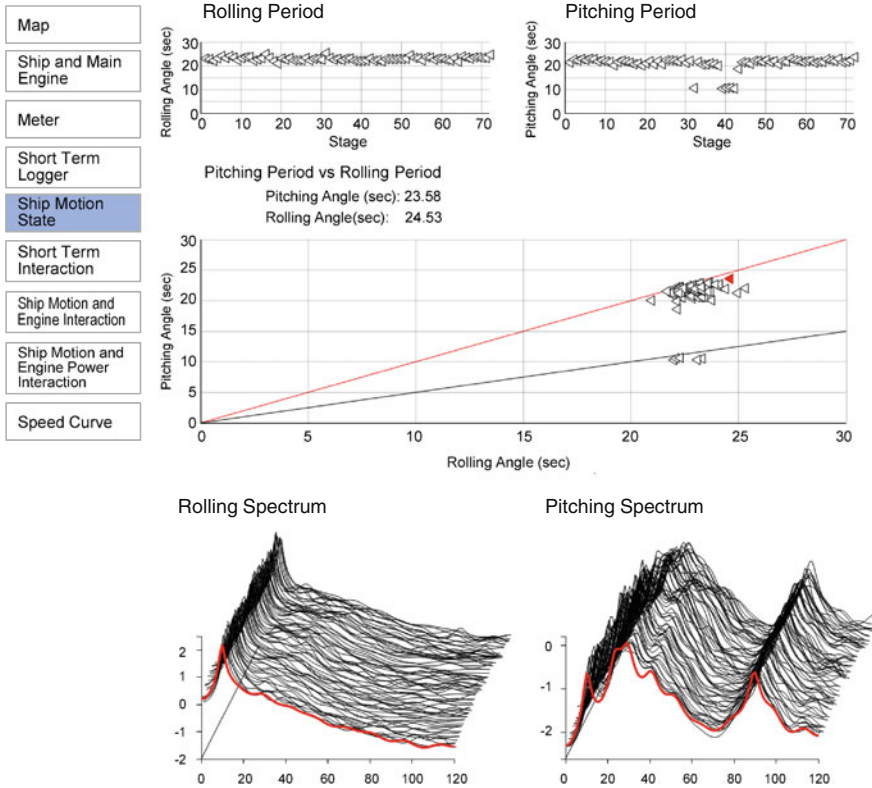 Map
Ship and Main
Engine
Meter
Short Term
Logger
Ship Motion
State
Short Term
Interaction
Ship Motion and
Engine Interaction
Ship Motion and
Engine Power
Interaction
Speed Curve
Rolling Period
Rolling Angle (sec)
30
20
10
0
0 10 20 30 40 50 60 70
Stage
Pitching Period
Pitching Angle (sec)
30
20
10
0
0 10 20 30 40 50 60 70
Stage
Pitching Period vs Rolling Period
Pitching Angle (sec): 23.58
Rolling Angle(sec): 24.53
Pitching Angle (sec)
30
25
20
15
10
5
0
0 5 10 15 20 25 30
Rolling Angle (sec)
Rolling Spectrum
2
1
0
-1
-2
0 20 40 60 80 100 120
Pitching Spectrum
0
-1
-2
0 20 40 60 80 100 120